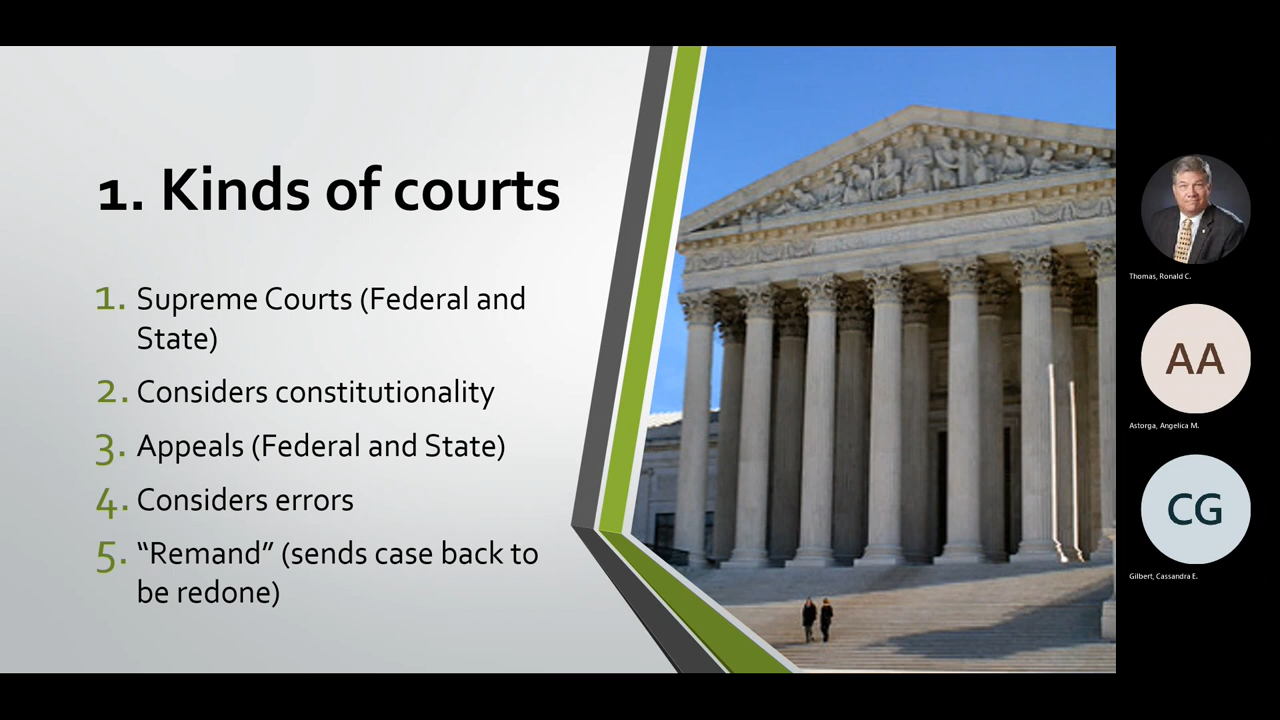 1. Kinds of courts
1. Supreme Courts (Federal and
State)
2. Considers constitutionality
3. Appeals (Federal and State)
4. Considers errors
5. “Remand” (sends case back to
be redone)
Thomas, Ronald C.
AA
Astorga, Angelica M.
CG
Gilbert, Cassandra E.